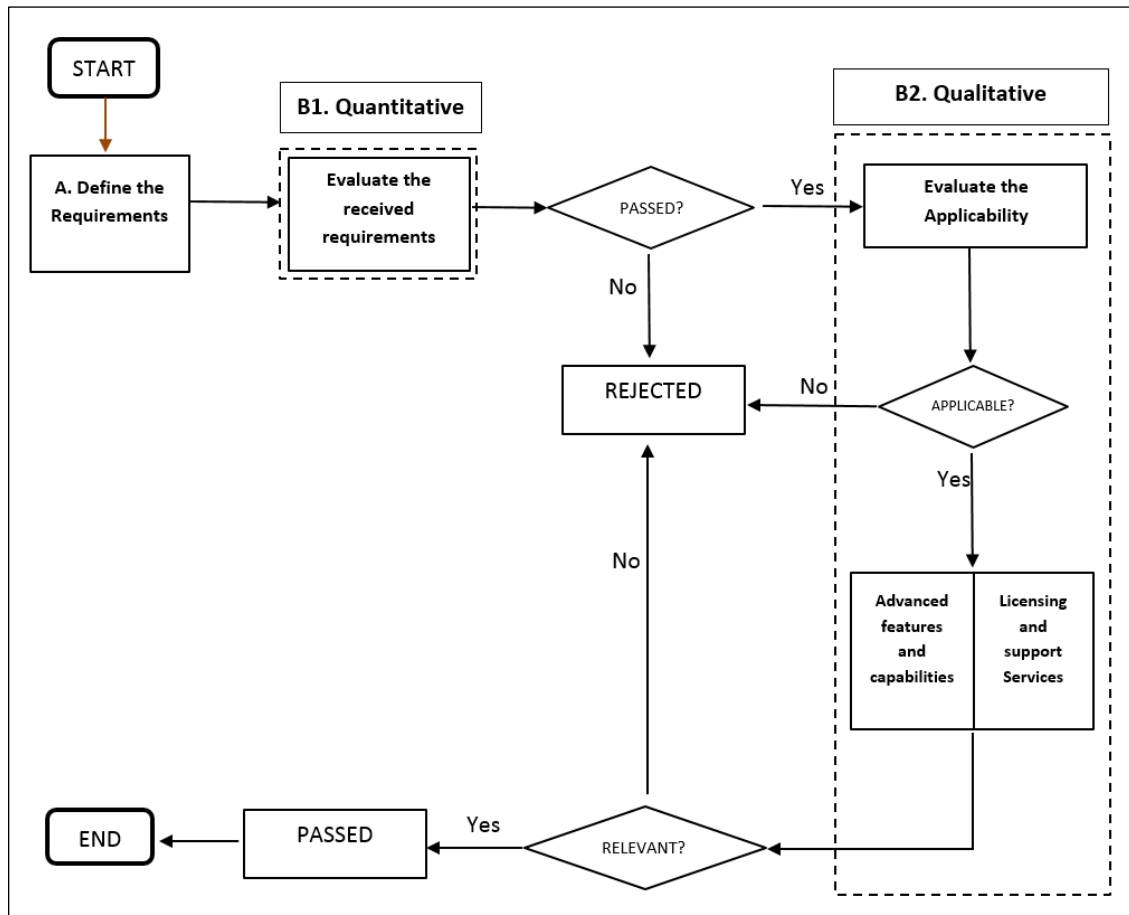 START
B1. Quantitative
B2. Qualitative
A. Define the
Requirements
Evaluate the
received
requirements
PASSED?
Yes
Evaluate the
Applicability
No
REJECTED
No
APPLICABLE?
Yes
No
Advanced
features
and
capabilities
Licensing
and
support
Services
END
PASSED
Yes
RELEVANT?